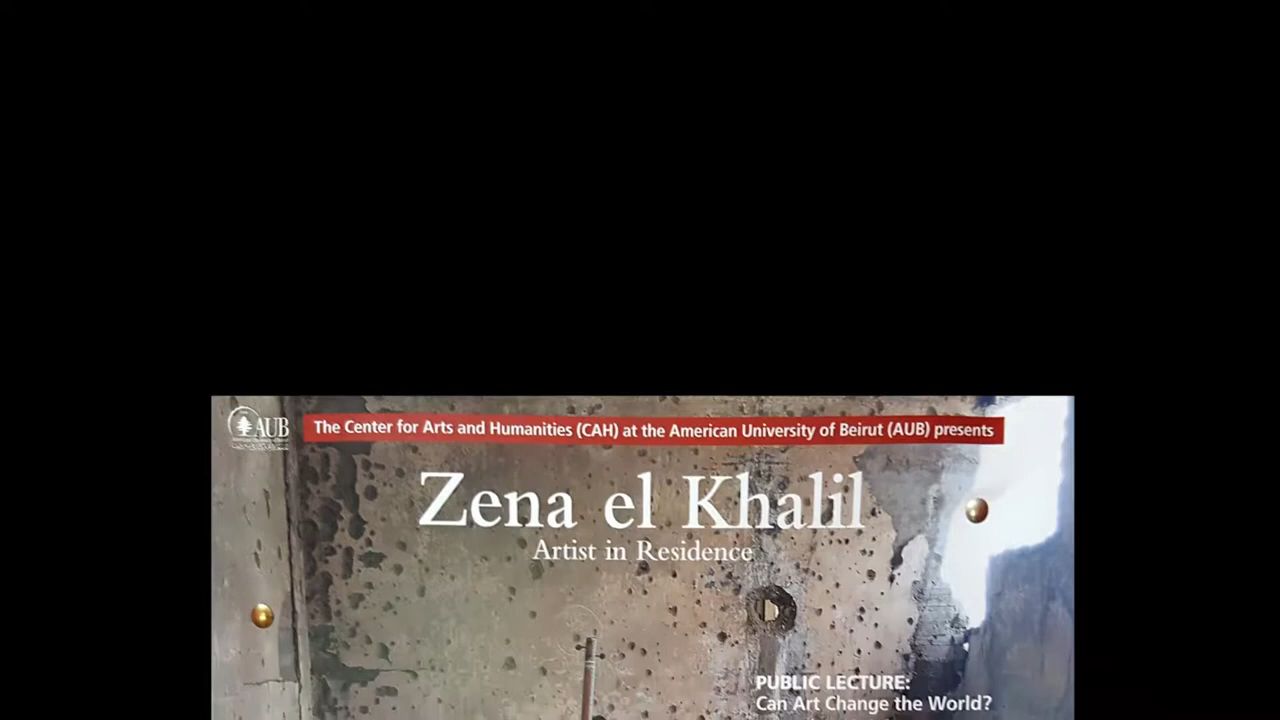 AUB
The Center for Arts and Humanities (CAH) at the American University of Beirut (AUB) presents
Zena el Khalil
Artist in Residence
PUBLIC LECTURE:
Can Art Change the World?